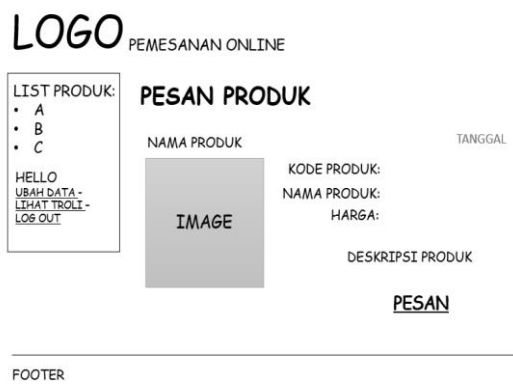 LOGO PEMESANAN ONLINE
LIST PRODUK:
• A
• B
• C
HELLO
UBAH DATA -
LIHAT TROLI -
LOG OUT
PESAN PRODUK
NAMA PRODUK
TANGGAL
IMAGE
KODE PRODUK:
NAMA PRODUK:
HARGA:
DESKRIPSI PRODUK
PESAN
FOOTER